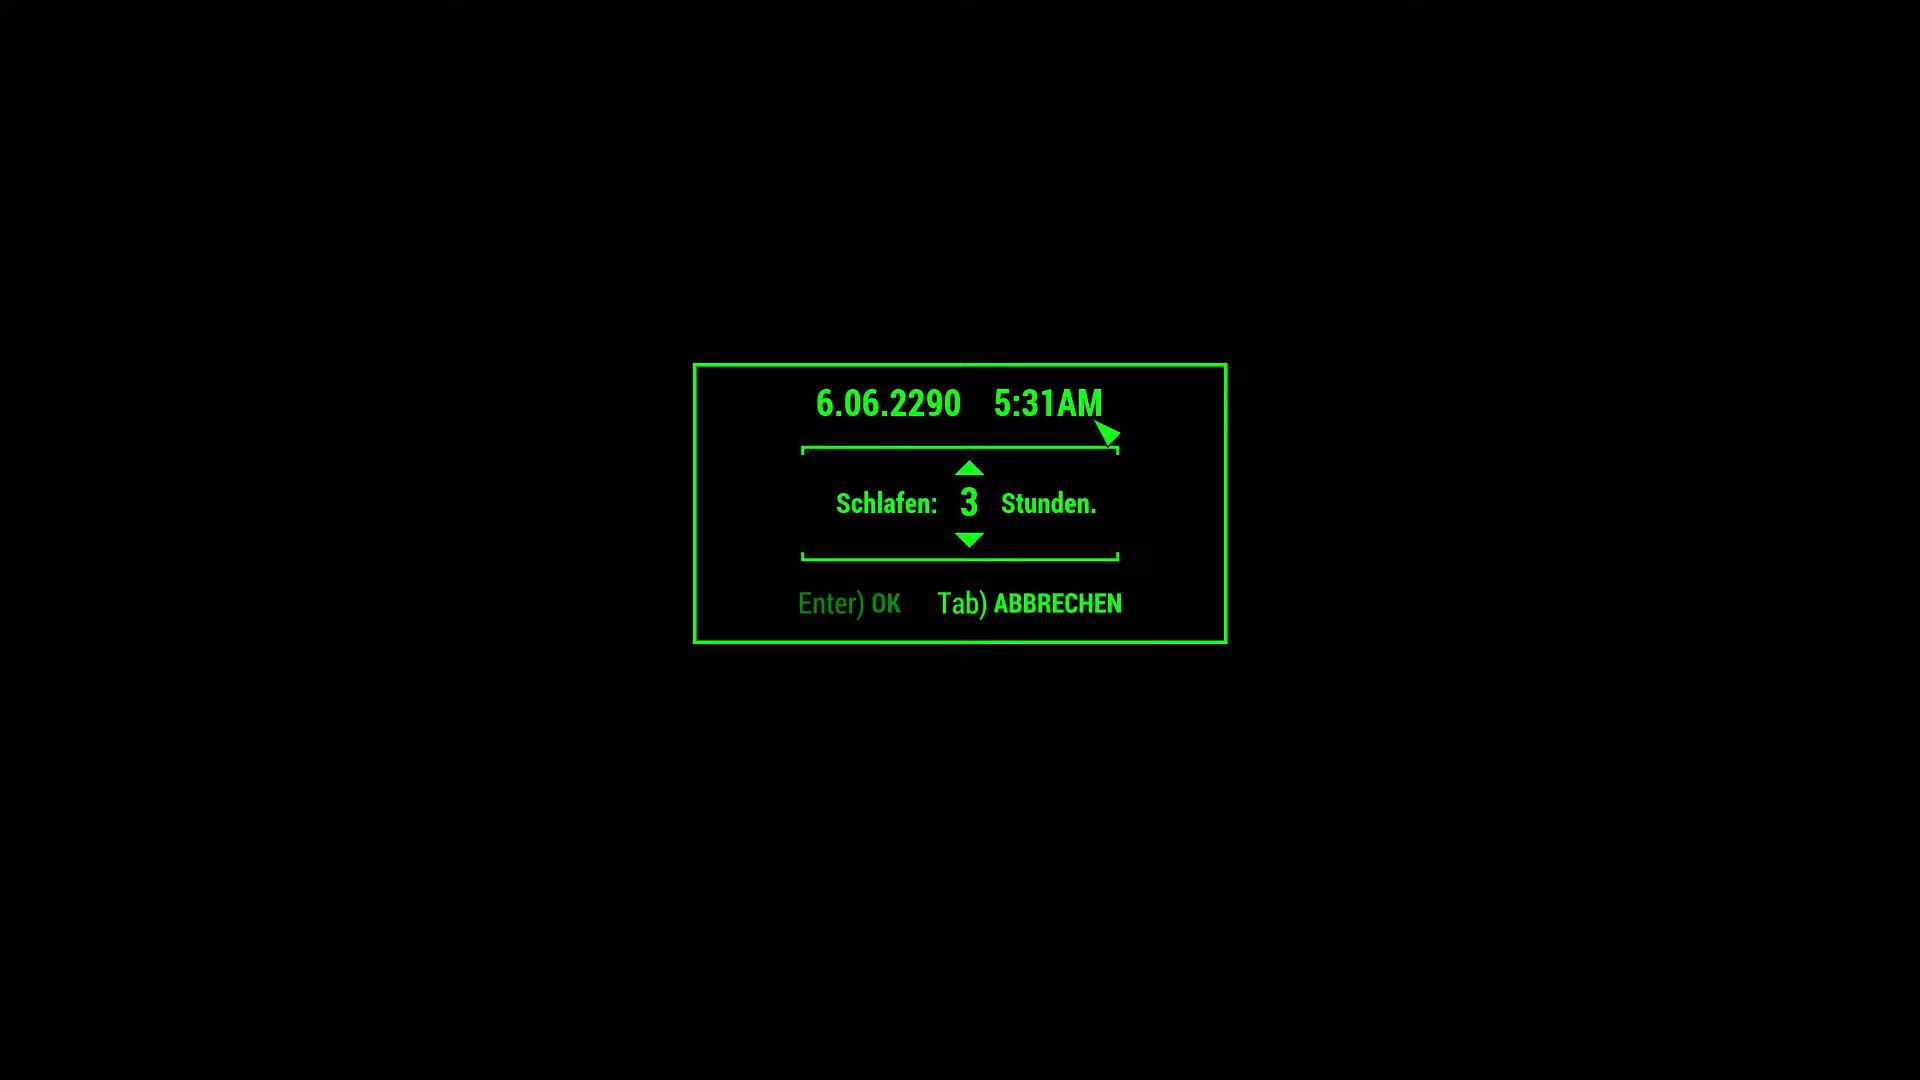 6.06.2290 5:31AM
Schlafen: 3 Stunden.
Enter) OK Tab) ABBRECHEN